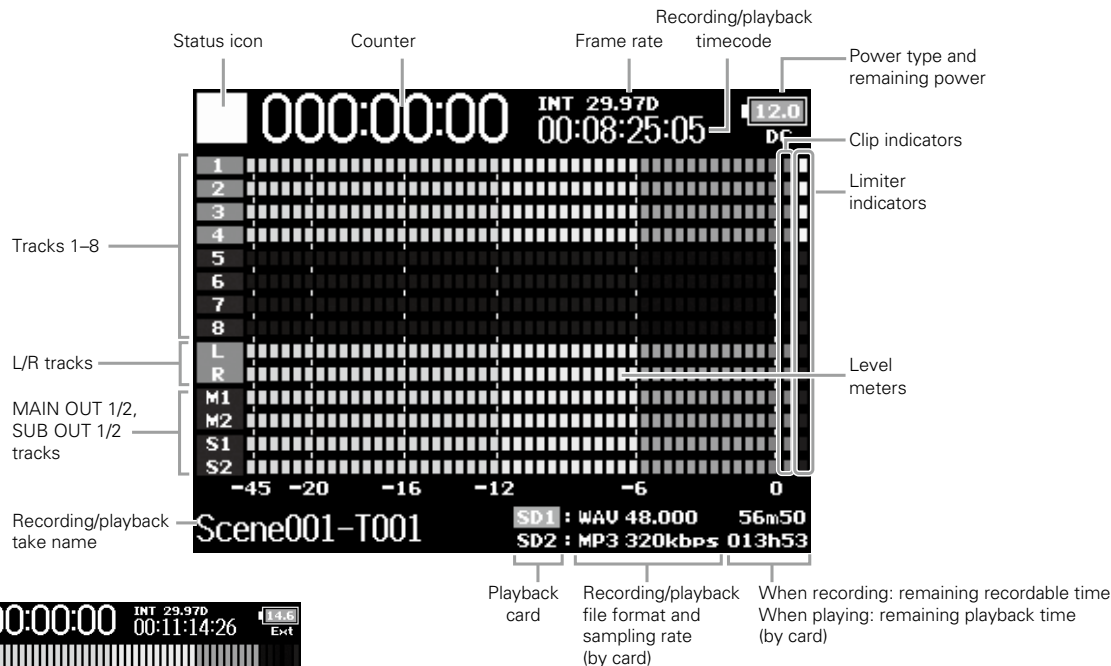 Recording/playback
timecode
Status icon
Counter
Frame rate
Power type and
remaining power
000:00:00
INT 29.97D
00:08:25:05
12.0
DC
Clip indicators
Limiter
indicators
Tracks 1–8
1
2
3
4
5
6
7
8
L/R tracks
L
R
Level
meters
MAIN OUT 1/2,
SUB OUT 1/2
tracks
M1
M2
S1
S2
-45 -20 -16 -12 -6 0
Recording/playback
take name
Scene001-T001
SD1 : WAV 48.000 56m50
SD2 : MP3 320kbps 013h53
Playback
card
Recording/playback
file format and
sampling rate
(by card)
When recording: remaining recordable time
When playing: remaining playback time
(by card)
00:00:00
INT 29.97D
00:11:14:26
14.6
Ext